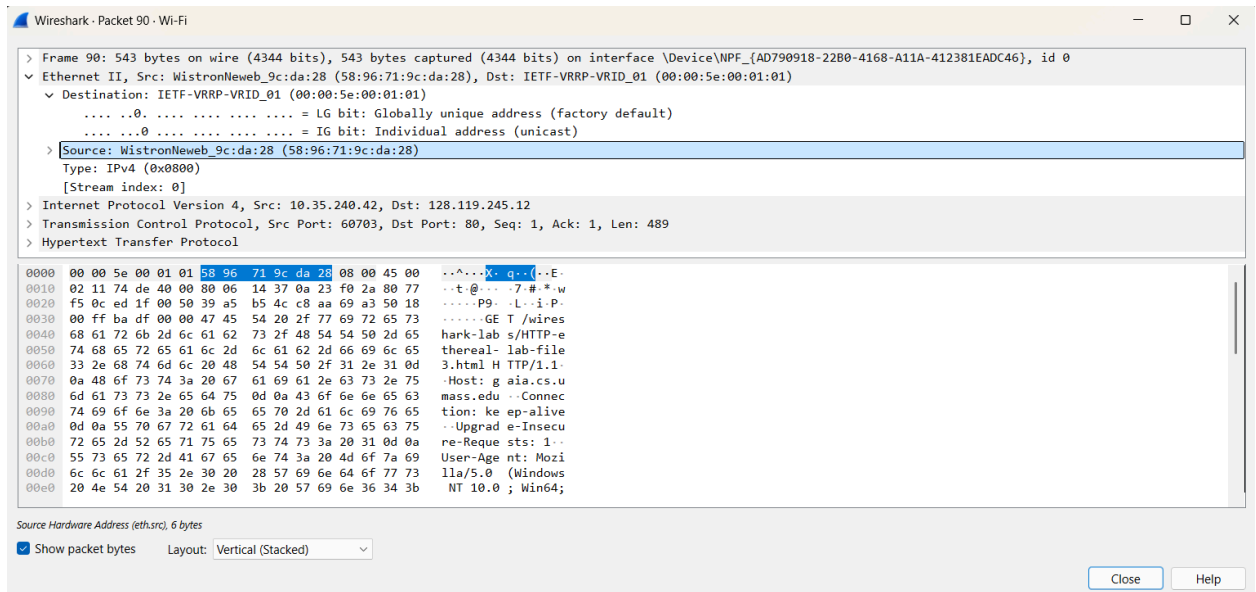 Wireshark · Packet 90 · Wi-Fi
Frame 90: 543 bytes on wire (4344 bits), 543 bytes captured (4344 bits) on interface \Device\NPF_{AD790918-22B0-4168-A11A-412381EADC46}, id 0
Ethernet II, Src: WistronNeweb_9c:da:28 (58:96:71:9c:da:28), Dst: IETF-VRRP-VRID_01 (00:00:5e:00:01:01)
Destination: IETF-VRRP-VRID_01 (00:00:5e:00:01:01)
.... ..0. .... .... .... .... = LG bit: Globally unique address (factory default)
.... ...0 .... .... .... .... = IG bit: Individual address (unicast)
Source: WistronNeweb_9c:da:28 (58:96:71:9c:da:28)
Type: IPv4 (0x0800)
[Stream index: 0]
Internet Protocol Version 4, Src: 10.35.240.42, Dst: 128.119.245.12
Transmission Control Protocol, Src Port: 60703, Dst Port: 80, Seq: 1, Ack: 1, Len: 489
Hypertext Transfer Protocol
0000 00 00 5e 00 01 01 58 96 71 9c da 28 08 00 45 00 ··^···X· q··(··E·
0010 02 11 74 de 40 00 80 06 14 37 0a 23 f0 2a 80 77 ··t·@··· ·7·#·*·w
0020 f5 0c ed 1f 00 50 39 a5 b5 4c c8 aa 69 a3 50 18 ·····P9· ·L··i·P·
0030 00 ff ba df 00 00 47 45 54 20 2f 77 69 72 65 73 ······GE T /wires
0040 68 61 72 6b 2d 6c 61 62 73 2f 48 54 54 50 2d 65 hark-lab s/HTTP-e
0050 74 68 65 72 65 61 6c 2d 6c 61 62 2d 66 69 6c 65 thereal- lab-file
0060 33 2e 68 74 6d 6c 20 48 54 54 50 2f 31 2e 31 0d 3.html H TTP/1.1·
0070 0a 48 6f 73 74 3a 20 67 61 69 61 2e 63 73 2e 75 ·Host: g aia.cs.u
0080 6d 61 73 73 2e 65 64 75 0d 0a 43 6f 6e 6e 65 63 mass.edu ··Connec
0090 74 69 6f 6e 3a 20 6b 65 65 70 2d 61 6c 69 76 65 tion: ke ep-alive
00a0 0d 0a 55 70 67 72 61 64 65 2d 49 6e 73 65 63 75 ··Upgrad e-Insecu
00b0 72 65 2d 52 65 71 75 65 73 74 73 3a 20 31 0d 0a re-Reque sts: 1··
00c0 55 73 65 72 2d 41 67 65 6e 74 3a 20 4d 6f 7a 69 User-Age nt: Mozi
00d0 6c 6c 61 2f 35 2e 30 20 28 57 69 6e 64 6f 77 73 lla/5.0 (Windows
00e0 20 4e 54 20 31 30 2e 30 3b 20 57 69 6e 36 34 3b NT 10.0 ; Win64;
Source Hardware Address (eth.src), 6 bytes
Show packet bytes Layout: Vertical (Stacked)
Close Help